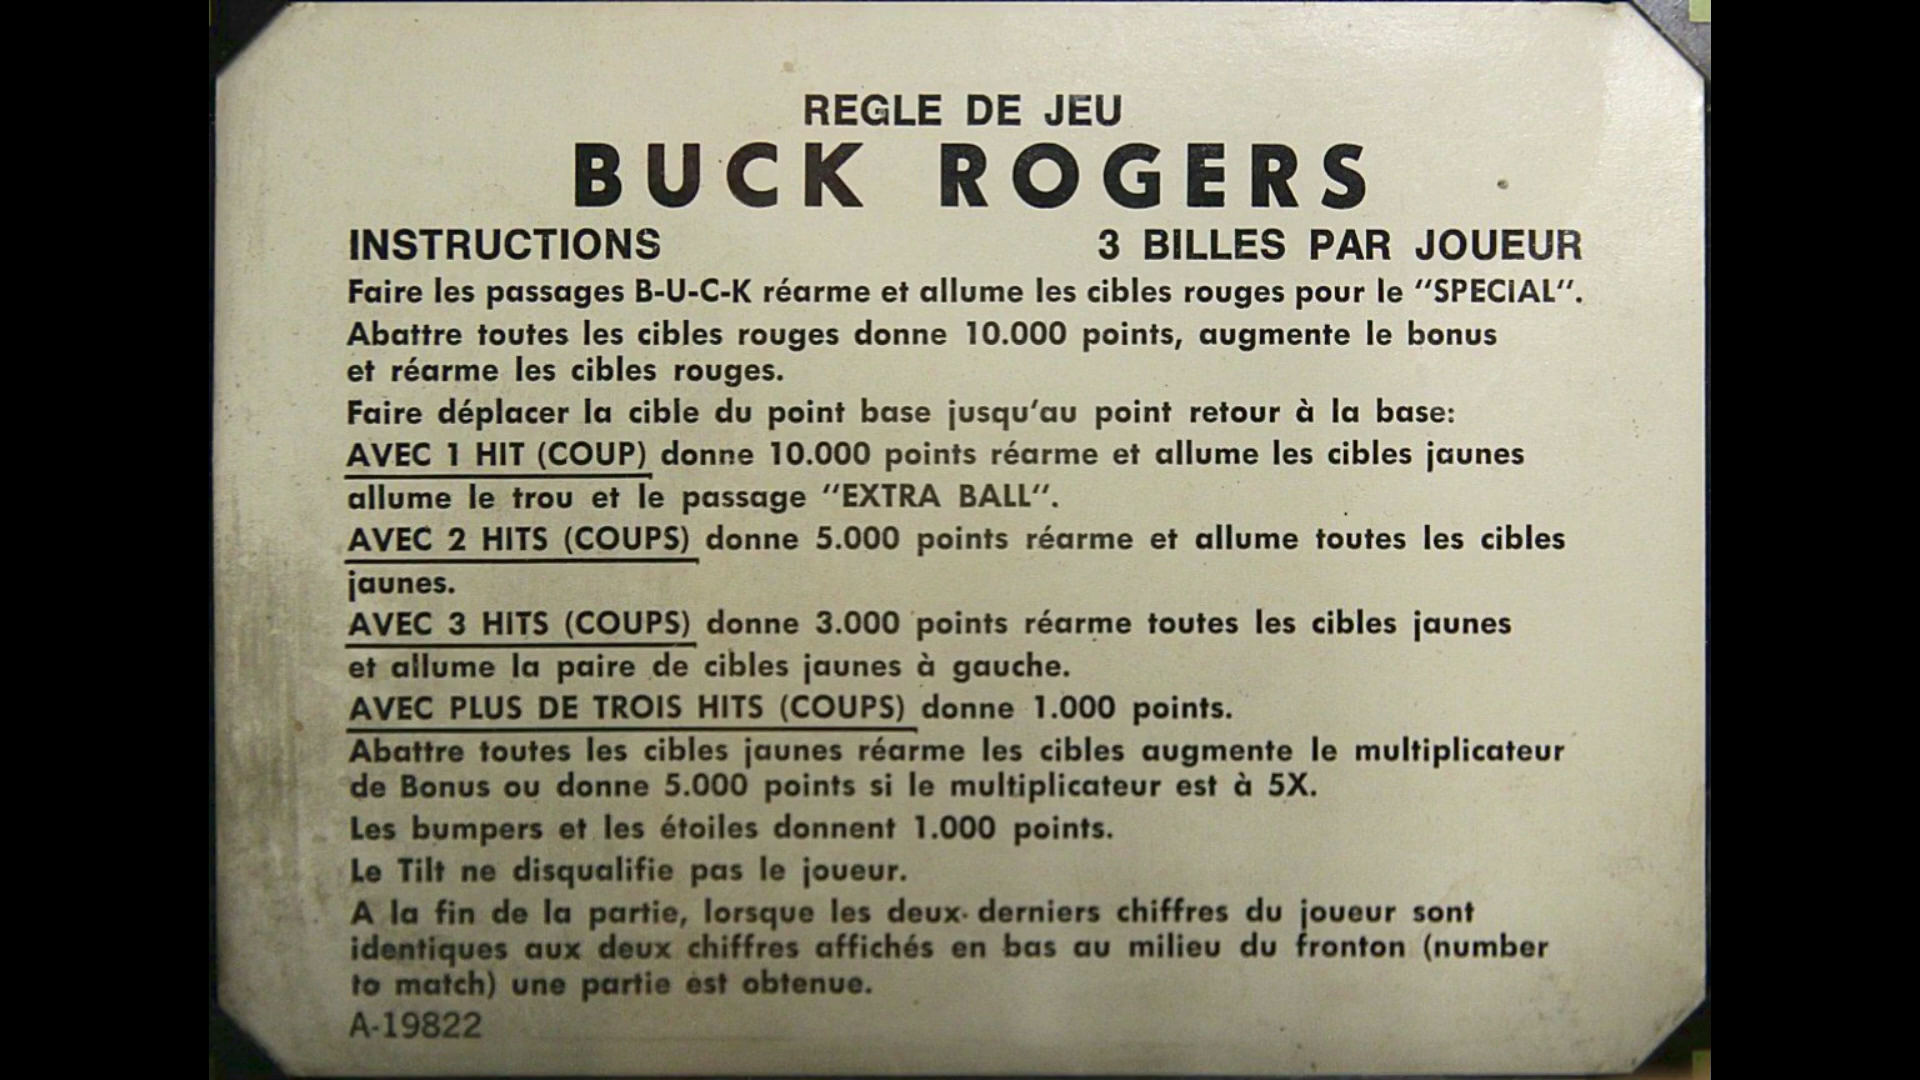 REGLE DE JEU
BUCK ROGERS
INSTRUCTIONS 3 BILLES PAR JOUEUR
Faire les passages B-U-C-K réarme et allume les cibles rouges pour le "SPECIAL".
Abattre toutes les cibles rouges donne 10.000 points, augmente le bonus
et réarme les cibles rouges.
Faire déplacer la cible du point base jusqu'au point retour à la base:
AVEC 1 HIT (COUP) donne 10.000 points réarme et allume les cibles jaunes
allume le trou et le passage "EXTRA BALL".
AVEC 2 HITS (COUPS) donne 5.000 points réarme et allume toutes les cibles
jaunes.
AVEC 3 HITS (COUPS) donne 3.000 points réarme toutes les cibles jaunes
et allume la paire de cibles jaunes à gauche.
AVEC PLUS DE TROIS HITS (COUPS) donne 1.000 points.
Abattre toutes les cibles jaunes réarme les cibles augmente le multiplicateur
de Bonus ou donne 5.000 points si le multiplicateur est à 5X.
Les bumpers et les étoiles donnent 1.000 points.
Le Tilt ne disqualifie pas le joueur.
A la fin de la partie, lorsque les deux derniers chiffres du joueur sont
identiques aux deux chiffres affichés en bas au milieu du fronton (number
to match) une partie est obtenue.
A-19822